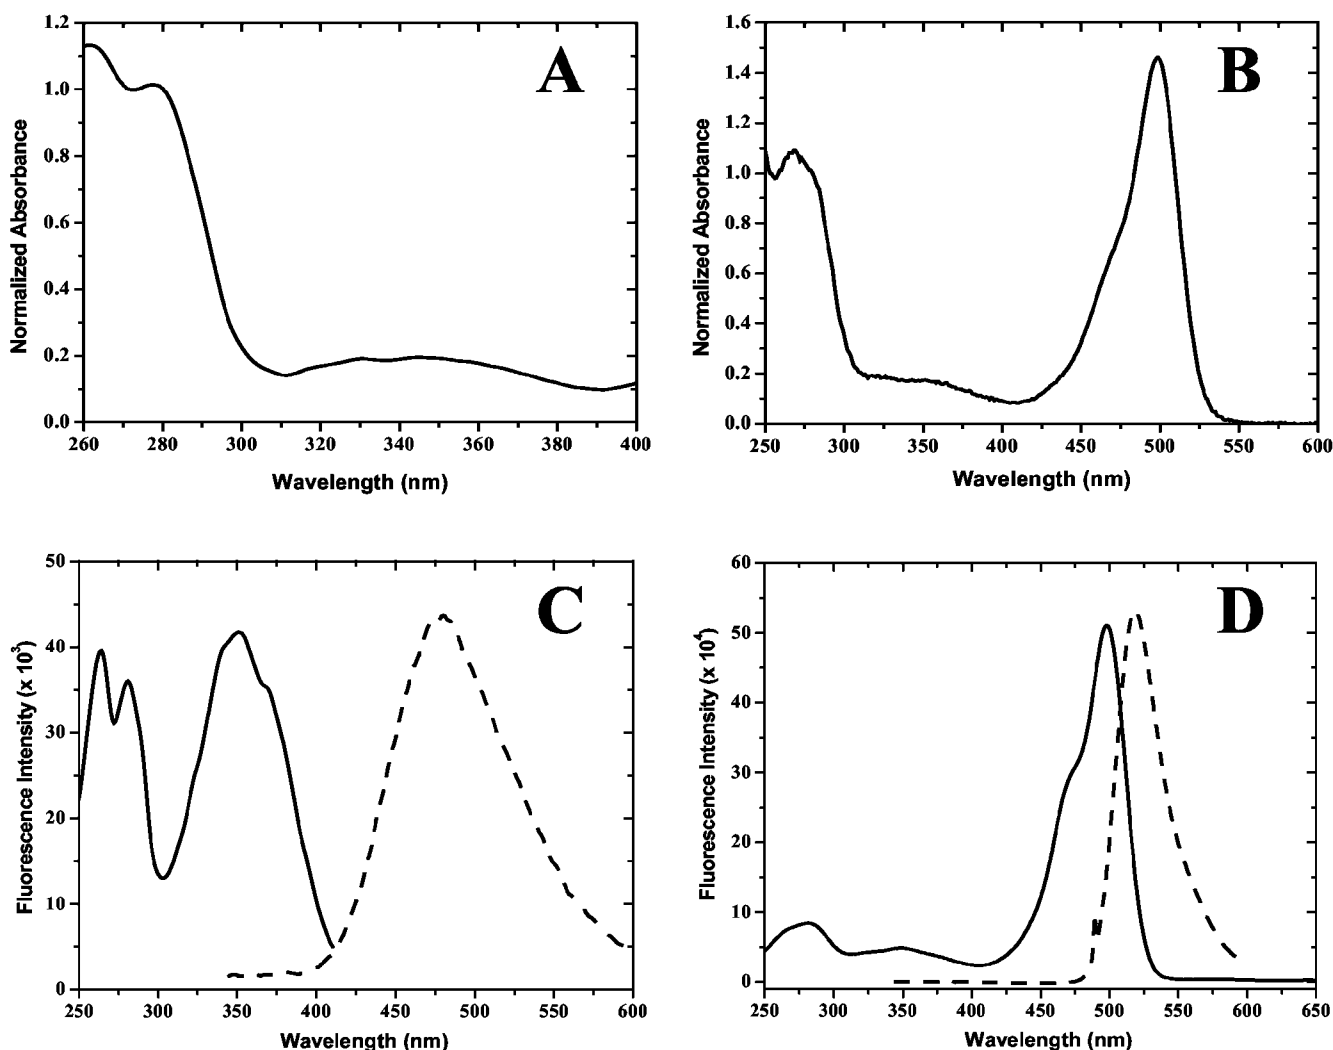 A
1.2
1.0
0.8
0.6
0.4
0.2
0.0
260 280 300 320 340 360 380 400
Normalized Absorbance
Wavelength (nm)
B
1.6
1.4
1.2
1.0
0.8
0.6
0.4
0.2
0.0
250 300 350 400 450 500 550 600
Normalized Absorbance
Wavelength (nm)
C
50
40
30
20
10
0
250 300 350 400 450 500 550 600
Fluorescence Intensity (x 10³)
Wavelength (nm)
D
60
50
40
30
20
10
0
250 300 350 400 450 500 550 600 650
Fluorescence Intensity (x 10⁴)
Wavelength (nm)